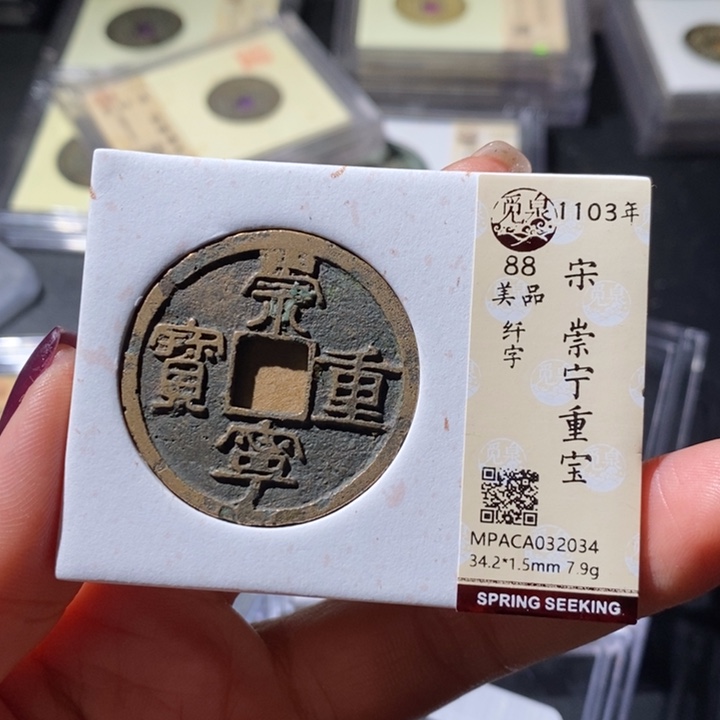 崇
寧
重
寶
觅泉
1103年
88
美品
纤字
宋
崇宁重宝
MPACA032034
34.2*1.5mm 7.9g
SPRING SEEKING